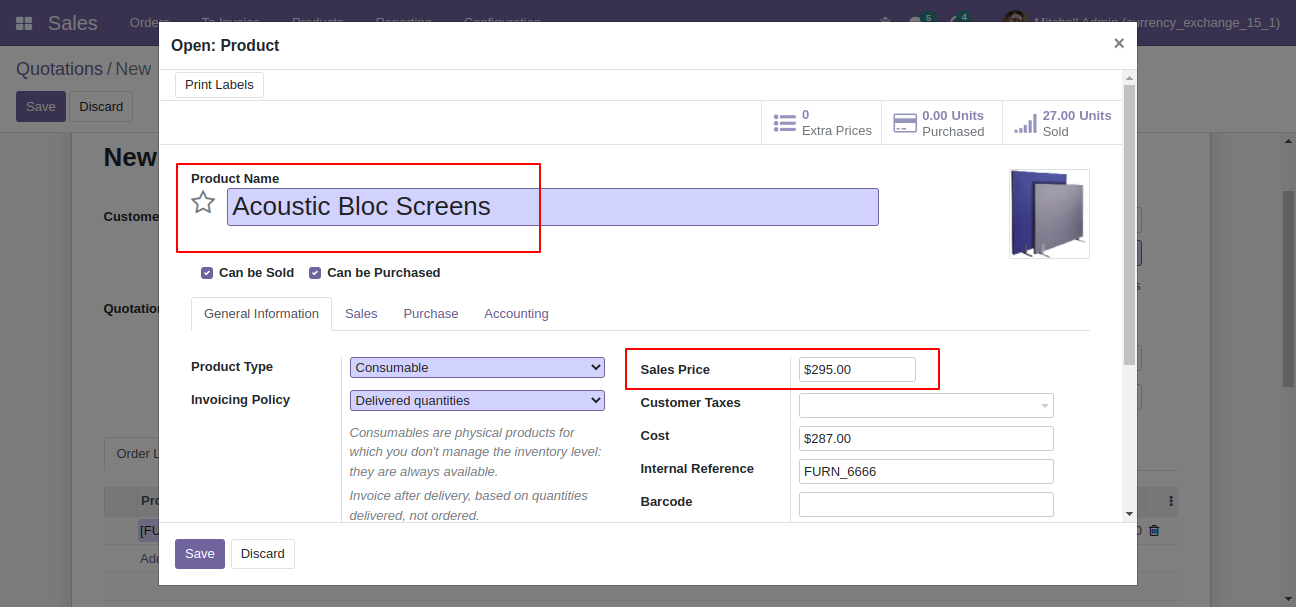 Sales
Orders To Invoice Products Reporting Configuration
5 4 Mitchell Admin (currency_exchange_15_1)
Quotations / New
Save Discard
Open: Product ×
Print Labels
0
Extra Prices
0.00 Units
Purchased
27.00 Units
Sold
New
Product Name
Acoustic Bloc Screens
Custome
Can be Sold Can be Purchased
Quotation
General Information Sales Purchase Accounting
Product Type Consumable
Invoicing Policy Delivered quantities
Consumables are physical products for
which you don't manage the inventory level:
they are always available.
Invoice after delivery, based on quantities
delivered, not ordered.
Sales Price $295.00
Customer Taxes
Cost $287.00
Internal Reference FURN_6666
Barcode
Order L
Pro
[FU
Add
Save Discard